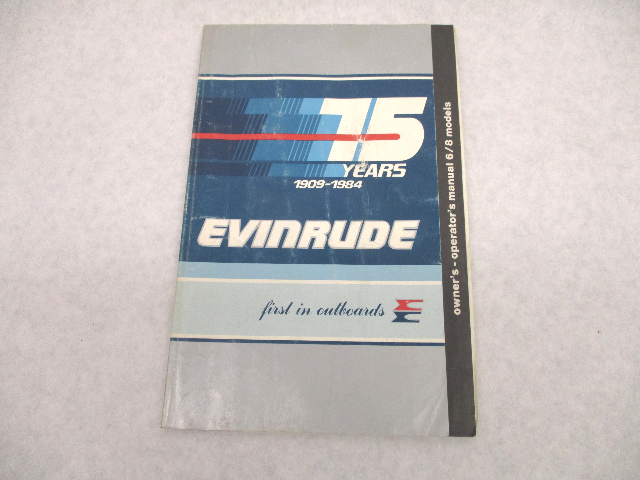 75
YEARS
1909-1984
EVINRUDE
first in outboards
owner's - operator's manual 6/8 models